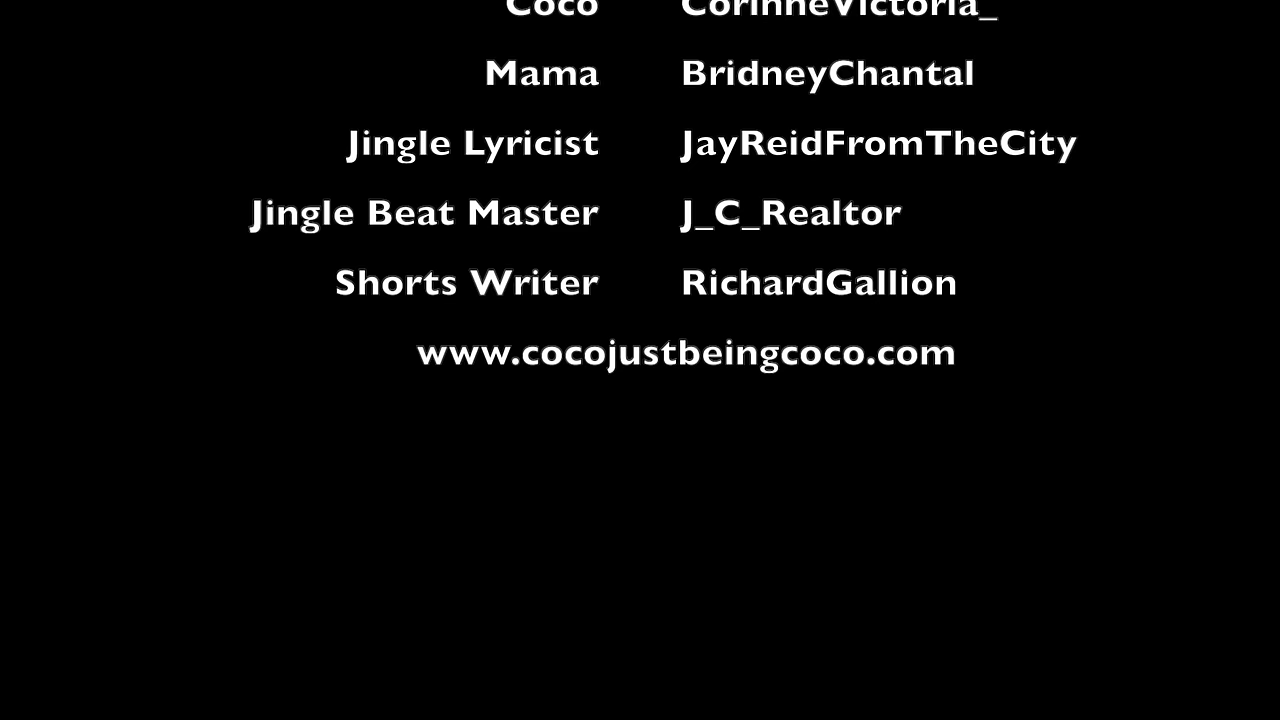 Coco CorinneVictoria_
Mama BridneyChantal
Jingle Lyricist JayReidFromTheCity
Jingle Beat Master J_C_Realtor
Shorts Writer RichardGallion
www.cocojustbeingcoco.com